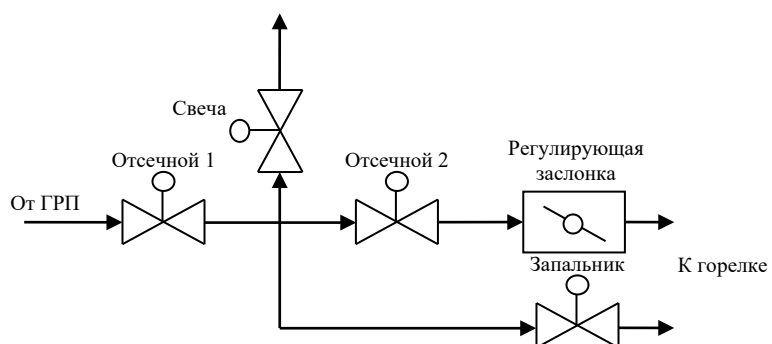 Свеча
Отсечной 1
Отсечной 2
Регулирующая
заслонка
От ГРП
Запальник
К горелке